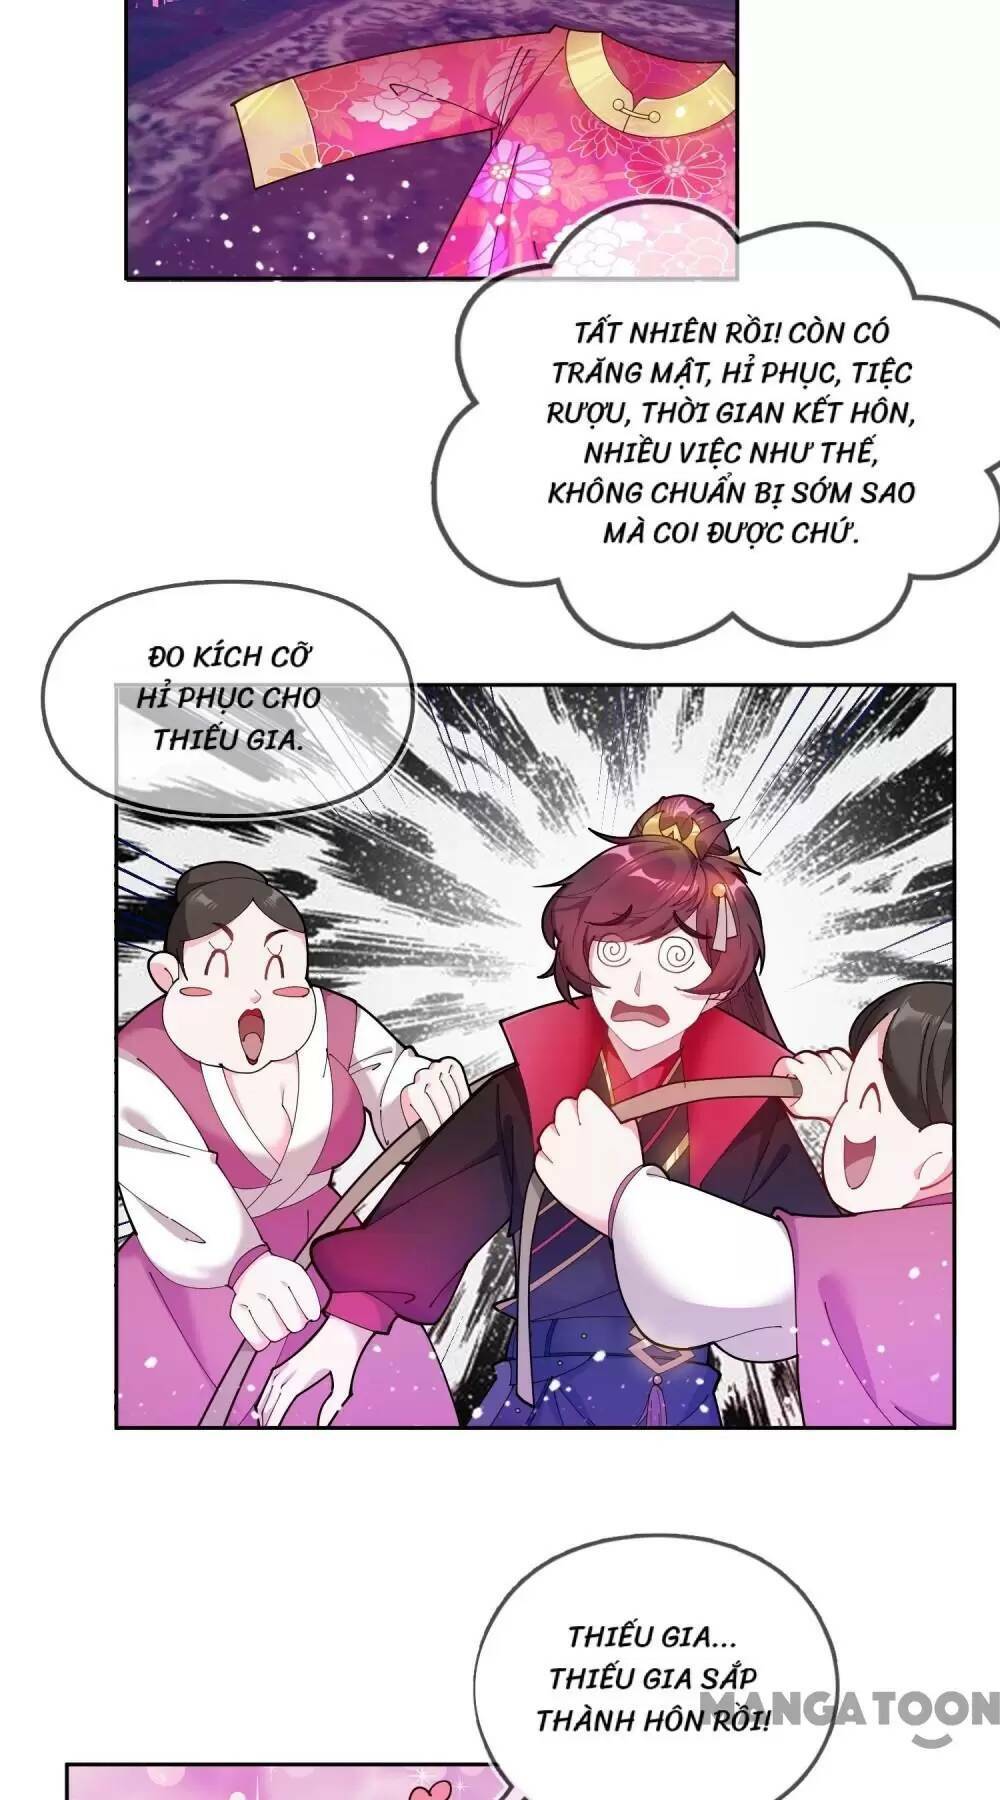 TẤT NHIÊN RỒI! CÒN CÓ
TRĂNG MẬT, HỈ PHỤC, TIỆC
RƯỢU, THỜI GIAN KẾT HÔN,
NHIỀU VIỆC NHƯ THẾ,
KHÔNG CHUẨN BỊ SỚM SAO
MÀ COI ĐƯỢC CHỨ.
ĐO KÍCH CỠ
HỈ PHỤC CHO
THIẾU GIA.
THIẾU GIA...
THIẾU GIA SẮP
THÀNH HÔN RỒI!
MANGATOON